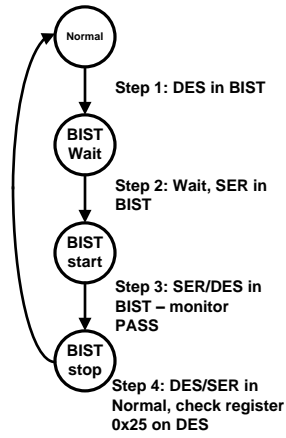 Normal
Step 1: DES in BIST
BIST
Wait
Step 2: Wait, SER in
BIST
BIST
start
Step 3: SER/DES in
BIST – monitor
PASS
BIST
stop
Step 4: DES/SER in
Normal, check register
0x25 on DES